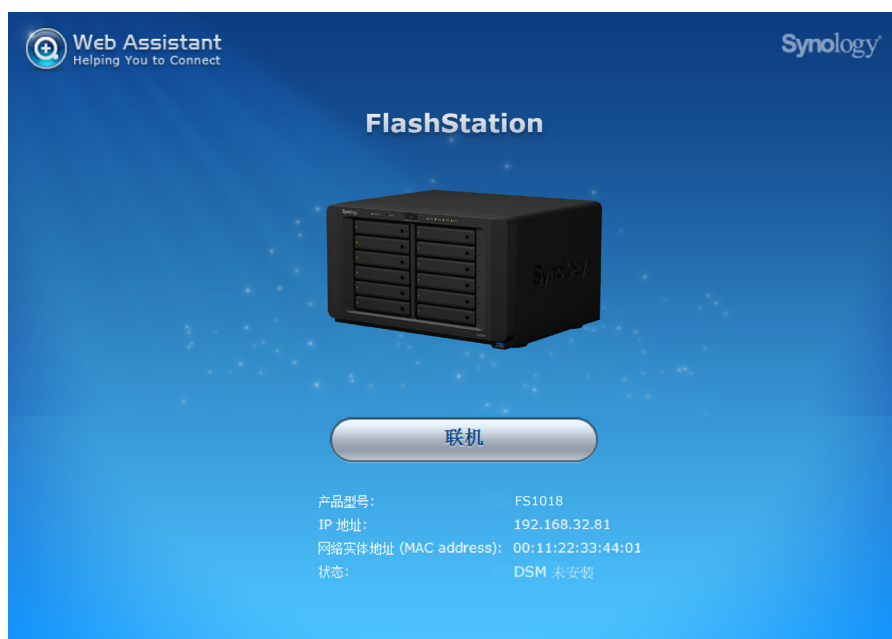 Web Assistant
Helping You to Connect
Synology
FlashStation
Synology
Synology
联机
产品型号: FS1018
IP 地址: 192.168.32.81
网络实体地址 (MAC address): 00:11:22:33:44:01
状态: DSM 未安装